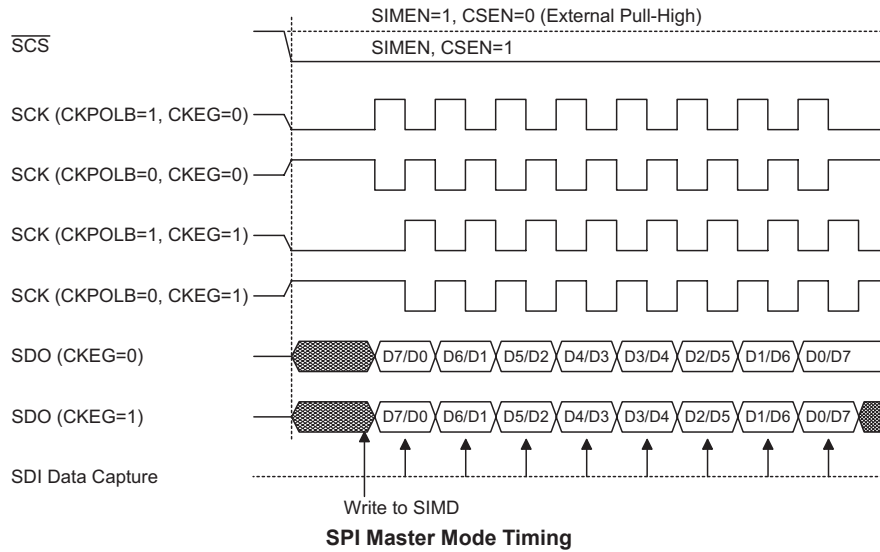 SIMEN=1, CSEN=0 (External Pull-High)
SCS
SIMEN, CSEN=1
SCK (CKPOLB=1, CKEG=0)
SCK (CKPOLB=0, CKEG=0)
SCK (CKPOLB=1, CKEG=1)
SCK (CKPOLB=0, CKEG=1)
SDO (CKEG=0) D7/D0 D6/D1 D5/D2 D4/D3 D3/D4 D2/D5 D1/D6 D0/D7
SDO (CKEG=1) D7/D0 D6/D1 D5/D2 D4/D3 D3/D4 D2/D5 D1/D6 D0/D7
SDI Data Capture
Write to SIMD
SPI Master Mode Timing